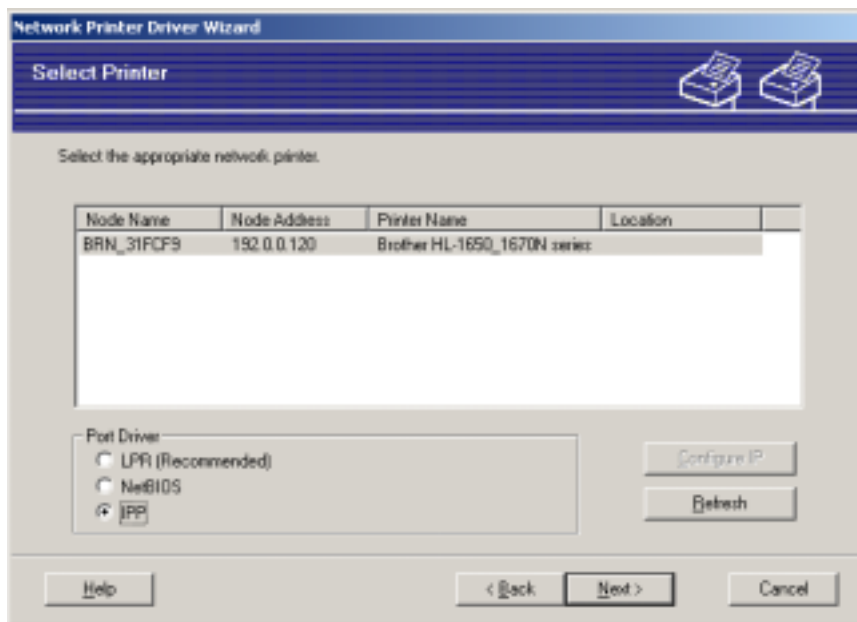 Network Printer Driver Wizard
Select Printer
Select the appropriate network printer.
Node Name Node Address Printer Name Location
BRN_31FCF9 192.0.0.120 Brother HL-1650_1670N series
Port Driver
LPR (Recommended)
NetBIOS
IPP
Configure IP
Refresh
Help < Back Next > Cancel